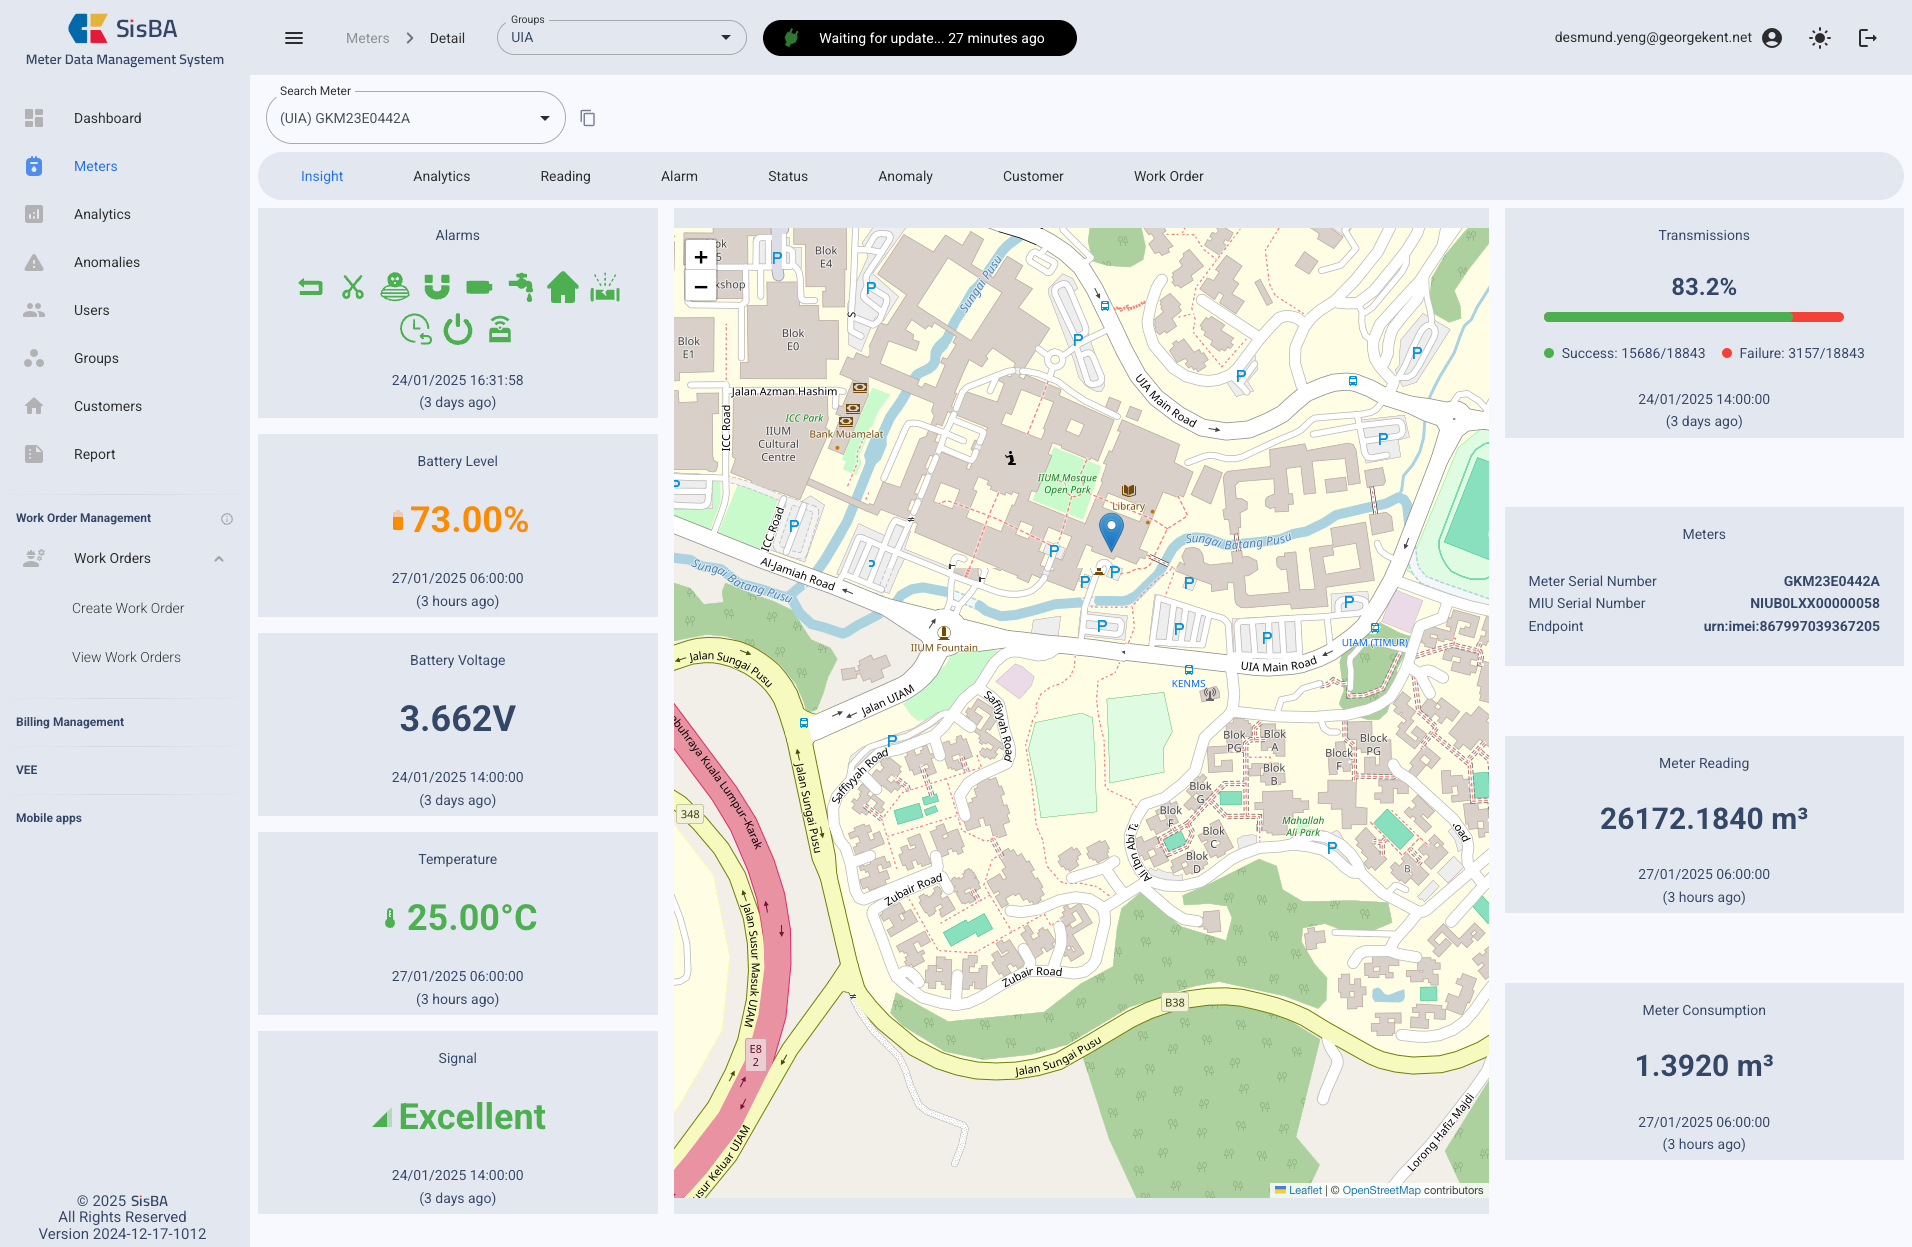 SisBA
Meter Data Management System
Meters
Detail
Groups
UIA
Waiting for update... 27 minutes ago
desmund.yeng@georgekent.net
Dashboard
Meters
Analytics
Anomalies
Users
Groups
Customers
Report
Work Order Management
Work Orders
Create Work Order
View Work Orders
Billing Management
VEE
Mobile apps
© 2025 SisBA
All Rights Reserved
Version 2024-12-17-1012
Search Meter
(UIA) GKM23E0442A
Insight
Analytics
Reading
Alarm
Status
Anomaly
Customer
Work Order
Alarms
24/01/2025 16:31:58
(3 days ago)
Battery Level
73.00%
27/01/2025 06:00:00
(3 hours ago)
Battery Voltage
3.662V
24/01/2025 14:00:00
(3 days ago)
Temperature
25.00°C
27/01/2025 06:00:00
(3 hours ago)
Signal
Excellent
24/01/2025 14:00:00
(3 days ago)
+
−
Blok
E4
Sungai Pusu
Blok
E0
Blok
E1
Jalan Azman Hashim
ICC Park
Bank Muamelat
IIUM
Cultural
Centre
ICC Road
ICC Road
UIA Main Road
IIUM Mosque
Open Park
Library
Sungai Batang Pusu
Al-Jamiah Road
Sungai Batang Pusu
IIUM Fountain
UIAM (TIMUR)
UIA Main Road
KENMS
Jalan Sungai Pusu
Jalan UIAM
Saffiyyah Road
Saffiyyah Road
Blok
PG
Blok
A
Block
PG
Block
F
Blok
B
Blok
G
Blok
F
Blok
C
Blok
D
Mahallah
Ali Park
B
348
Jalan Sungai Pusu
Zubair Road
Zubair Road
Jalan Susur Masuk UIAM
B38
Jalan Sungai Pusu
E8
2
Lorong Hafiz Majdi
Leaflet | © OpenStreetMap contributors
Transmissions
83.2%
Success: 15686/18843
Failure: 3157/18843
24/01/2025 14:00:00
(3 days ago)
Meters
Meter Serial Number GKM23E0442A
MIU Serial Number NIUB0LXX00000058
Endpoint urn:imei:867997039367205
Meter Reading
26172.1840 m³
27/01/2025 06:00:00
(3 hours ago)
Meter Consumption
1.3920 m³
27/01/2025 06:00:00
(3 hours ago)